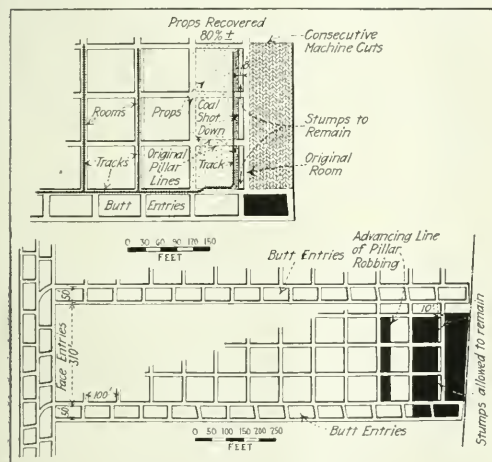 Props Recovered
80% ±
Consecutive
Machine Cuts
Rooms
Props
Coal
Shot
Down
Stumps to
Remain
Tracks
Original
Pillar
Lines
Track
Original
Room
Butt Entries
0 30 60 90 120 150
FEET
Advancing Line
of Pillar
Robbing
Butt Entries
50'
10'
Face Entries
310'
100'
Stumps allowed to remain
50'
0 50 100 150 200 250
FEET
Butt Entries